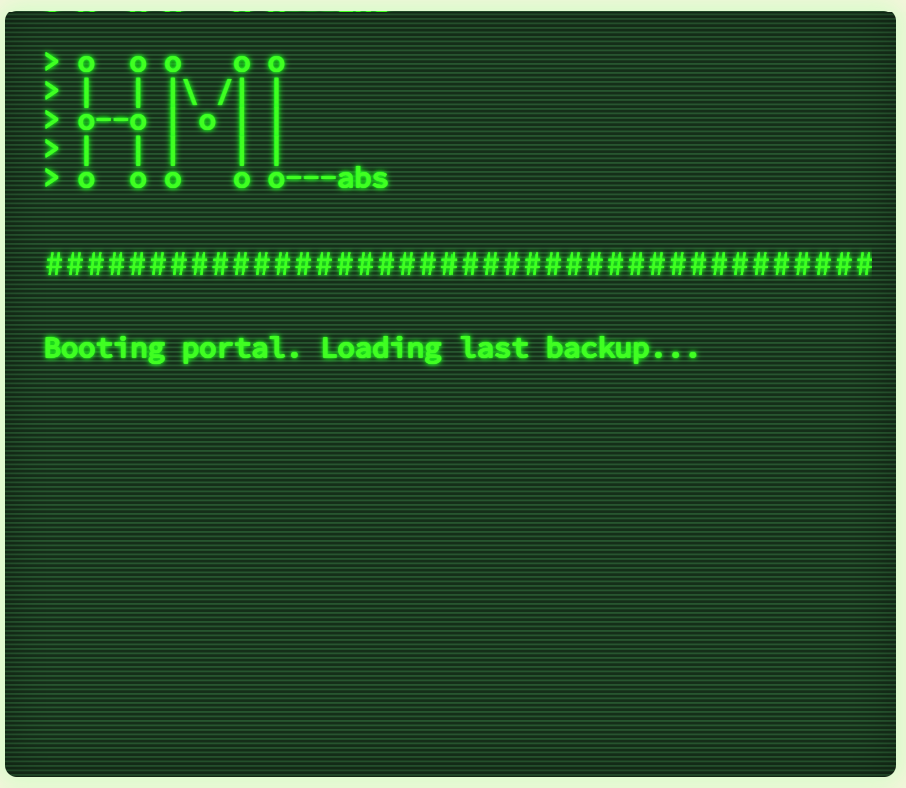 > o  o o   o o
> |  | |\ /| |
> o--o | o | |
> |  | |   | |
> o  o o   o o---abs
########################################
Booting portal. Loading last backup...